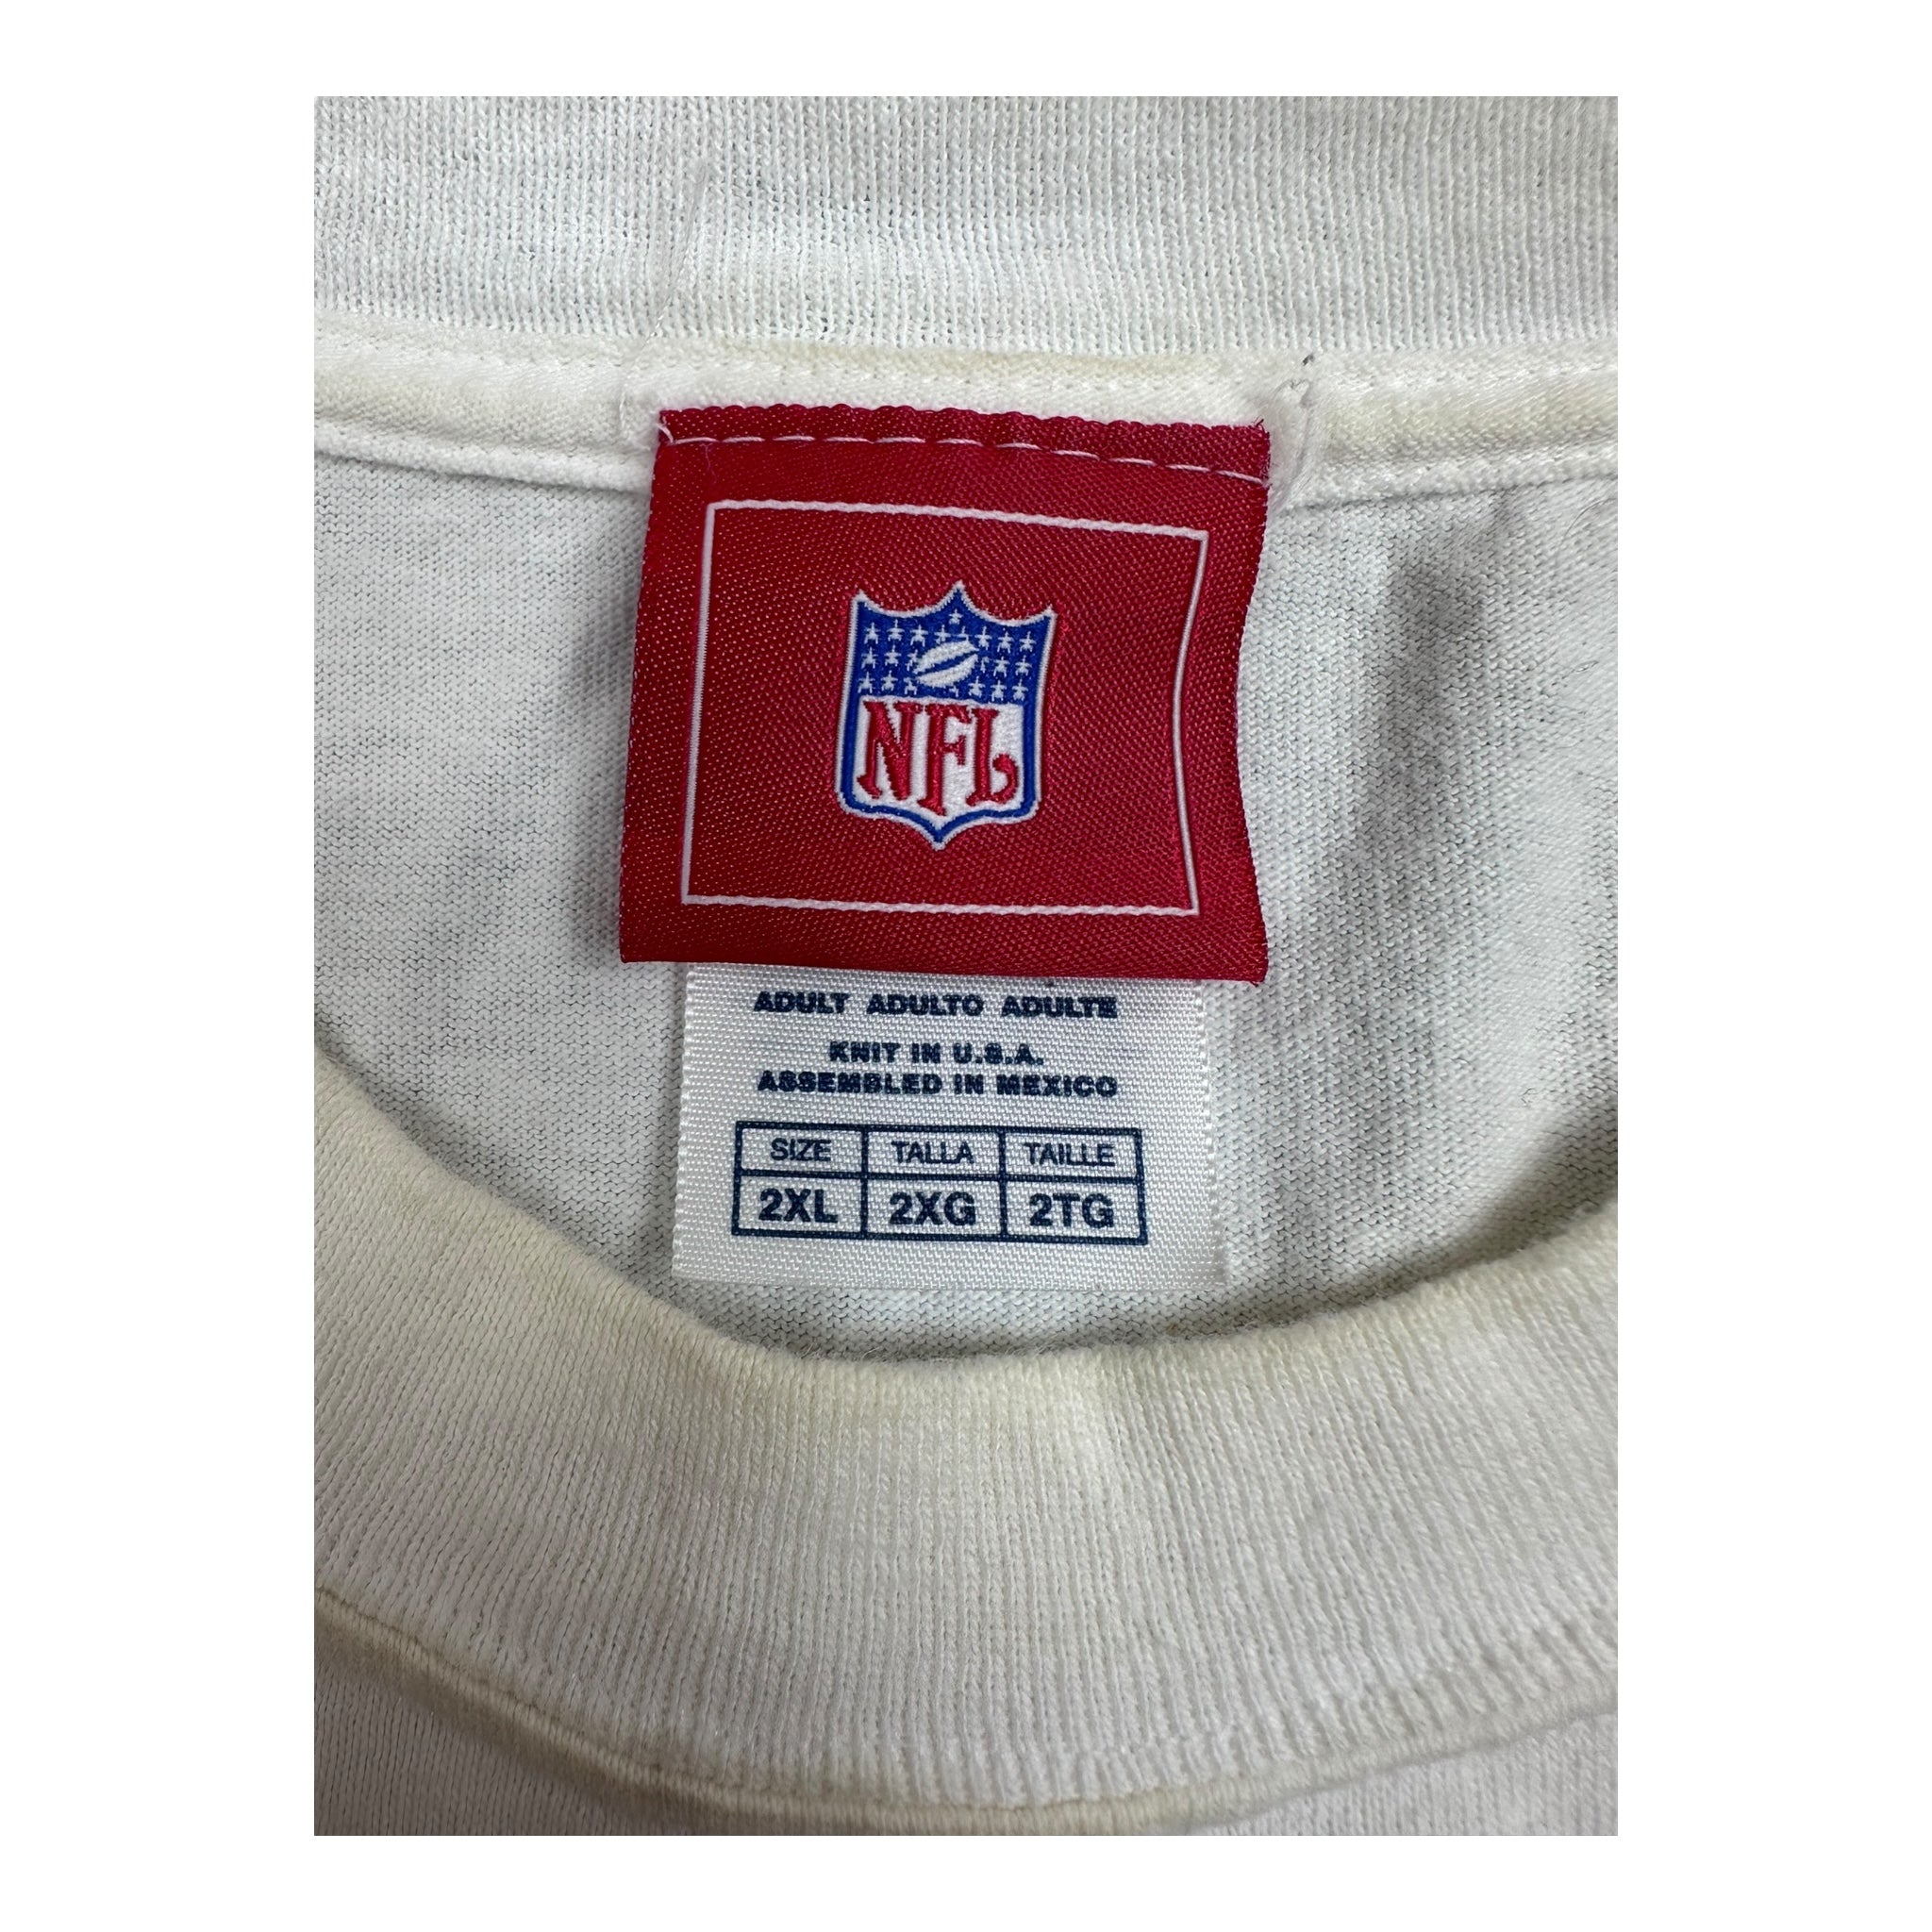 NFL
ADULT ADULTO ADULTE
KNIT IN U.S.A.
ASSEMBLED IN MEXICO
SIZE TALLA TAILLE
2XL 2XG 2TG